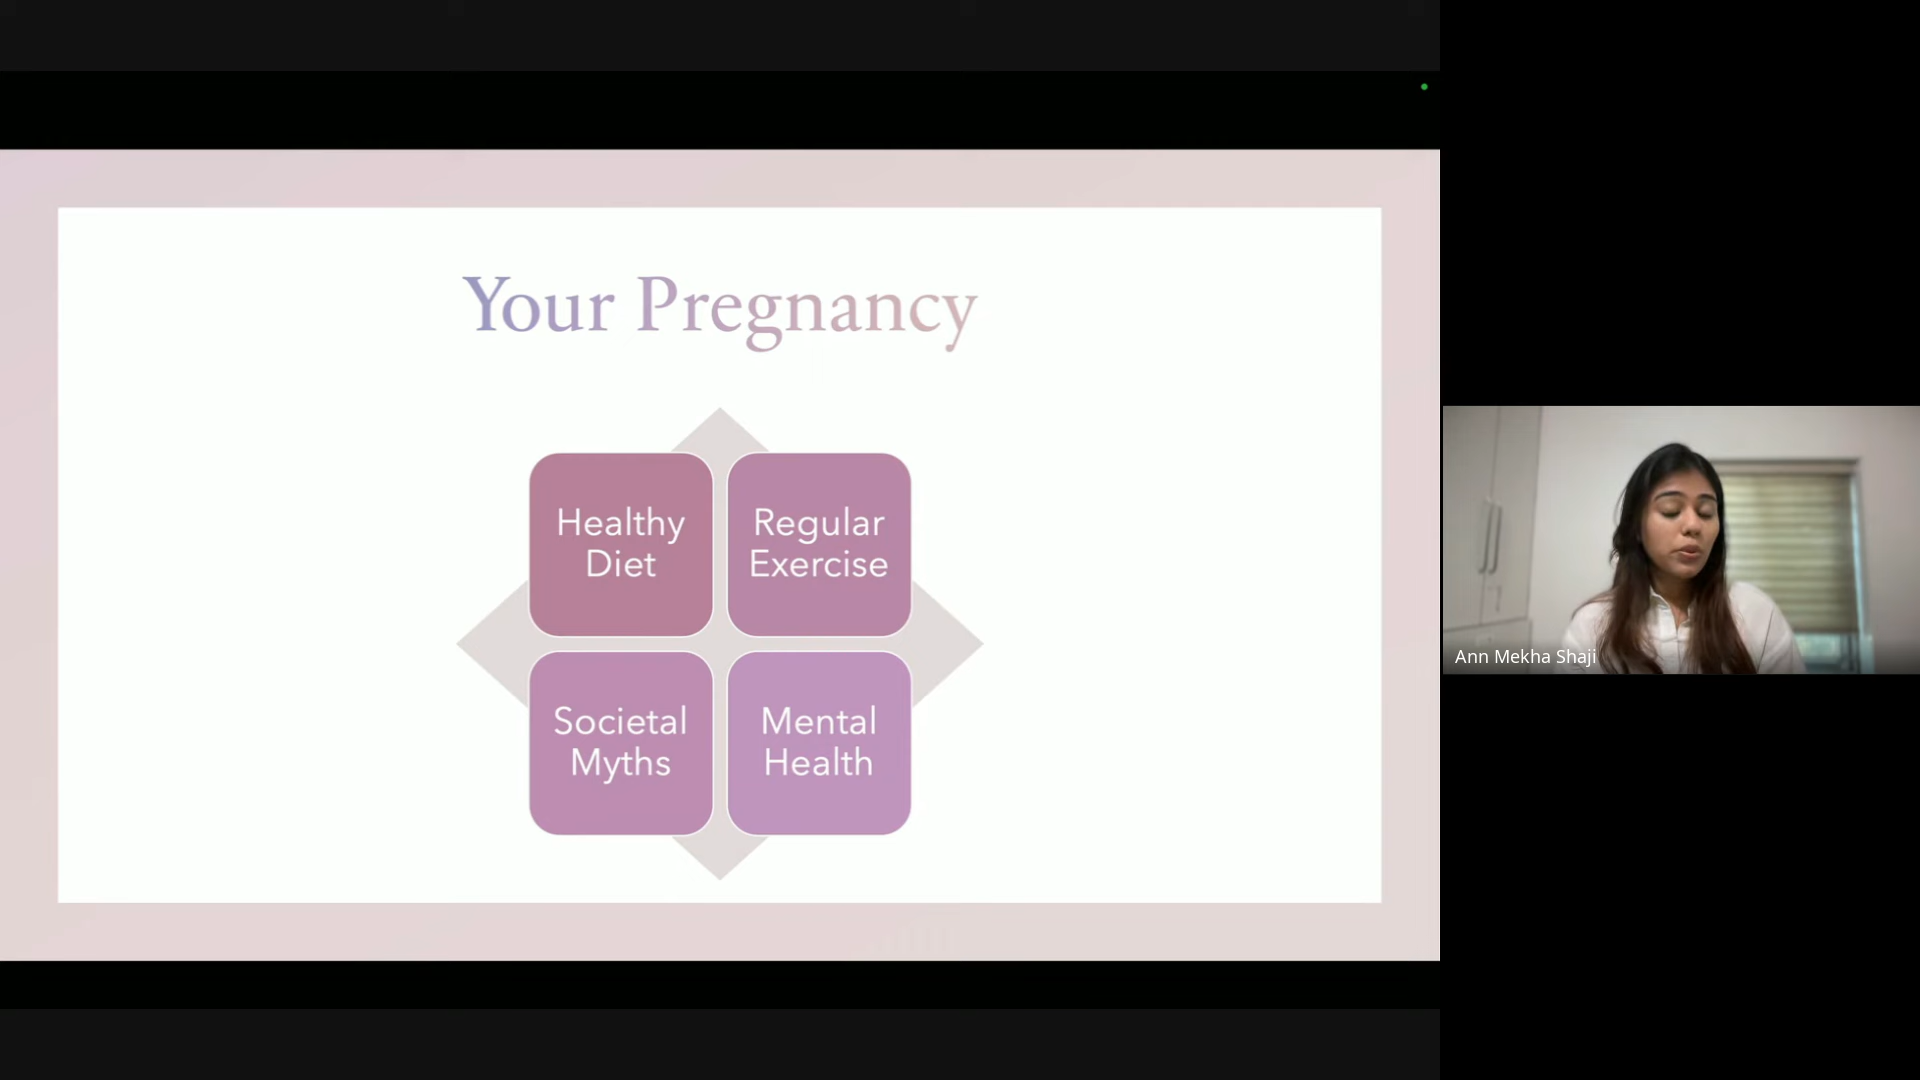 Your Pregnancy
Healthy
Diet
Regular
Exercise
Societal
Myths
Mental
Health
Ann Mekha Shaji